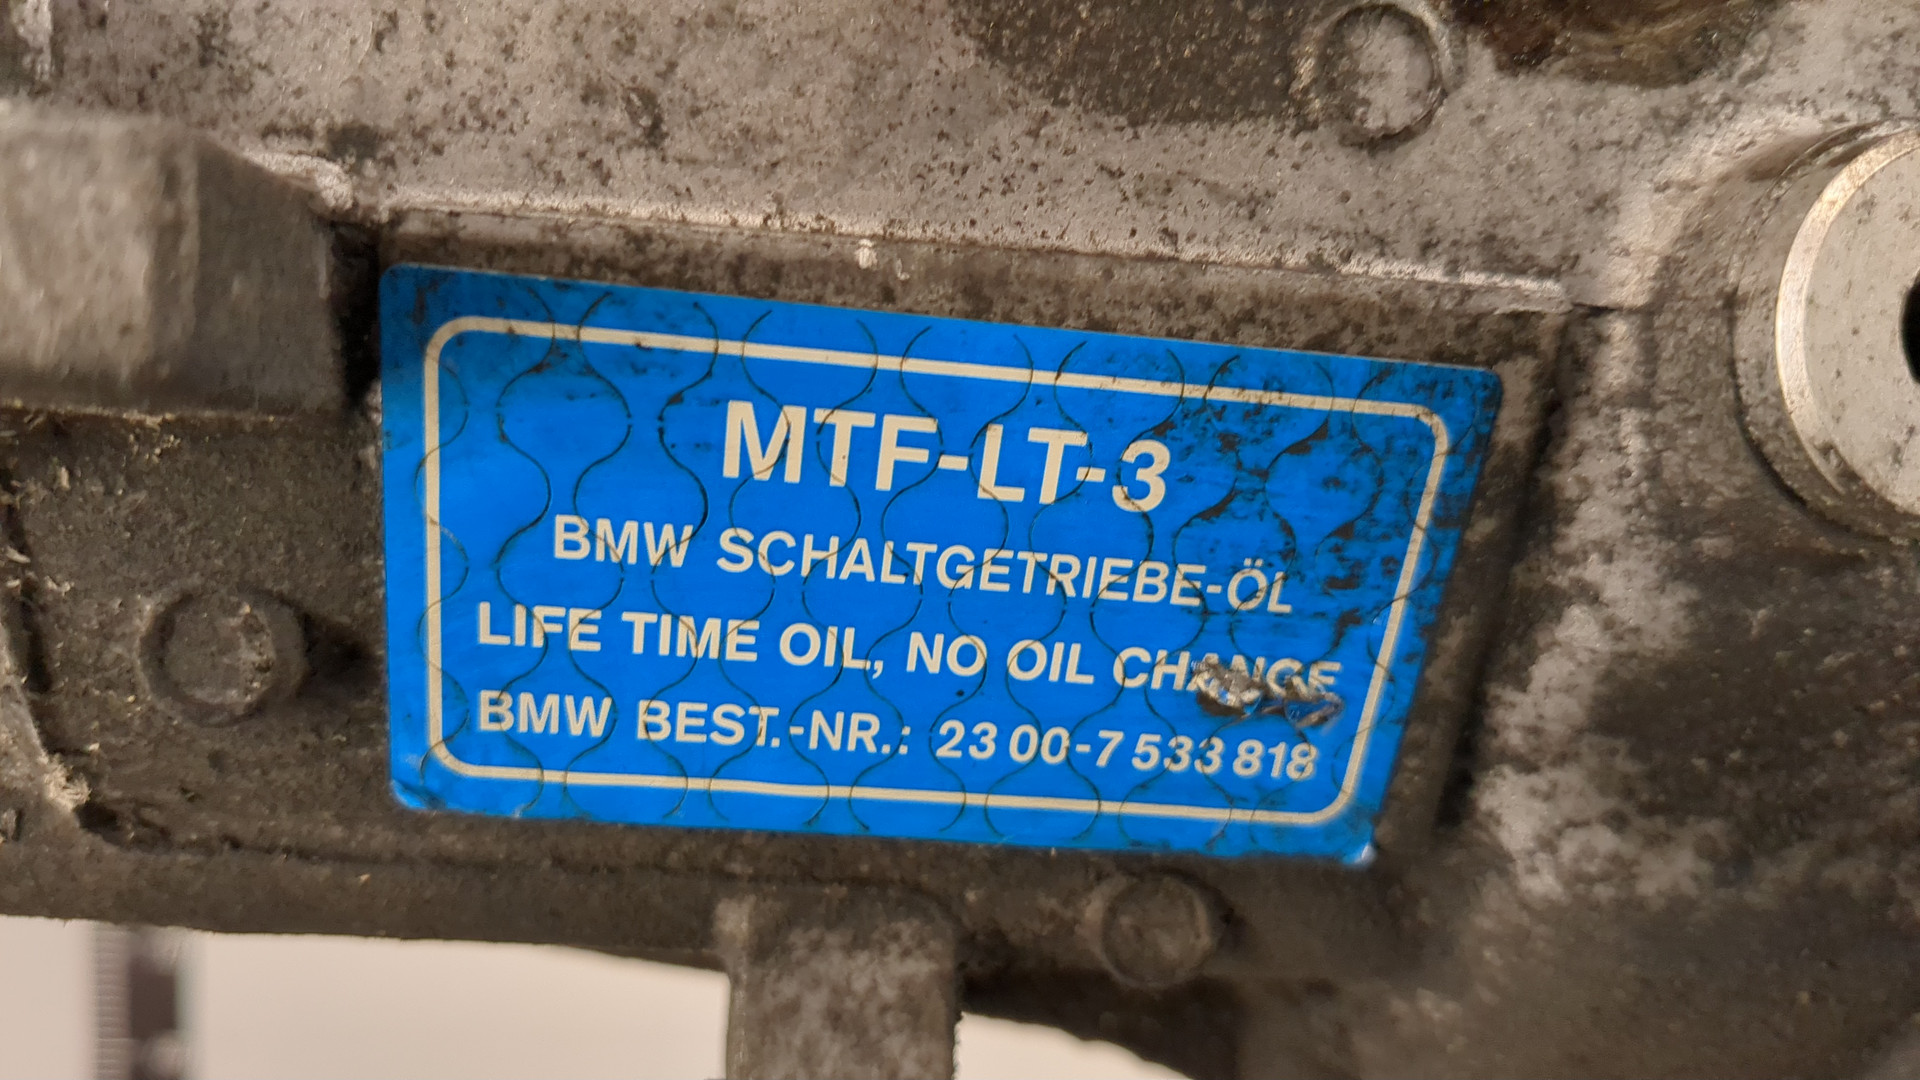 MTF-LT-3
BMW SCHALTGETRIEBE-ÖL
LIFE TIME OIL, NO OIL CHANGE
BMW BEST.-NR.: 23 00-7 533 818